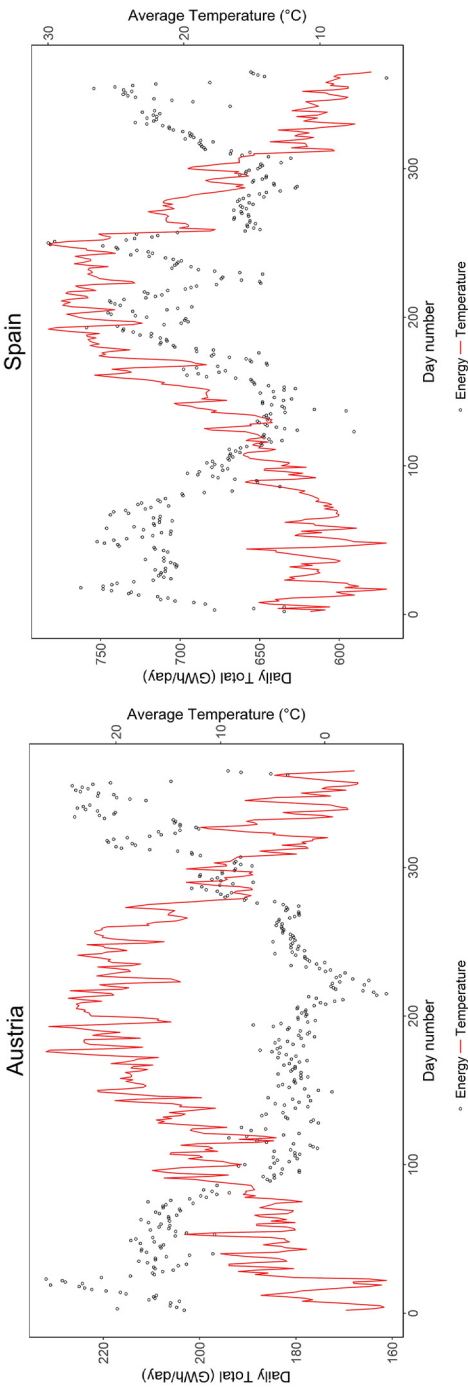 Austria
Average Temperature (°C)
20
10
0
Daily Total (GWh/day)
220
200
180
160
0
100
200
300
Day number
Energy
Temperature
Spain
Average Temperature (°C)
30
20
10
Daily Total (GWh/day)
750
700
650
600
0
100
200
300
Day number
Energy
Temperature